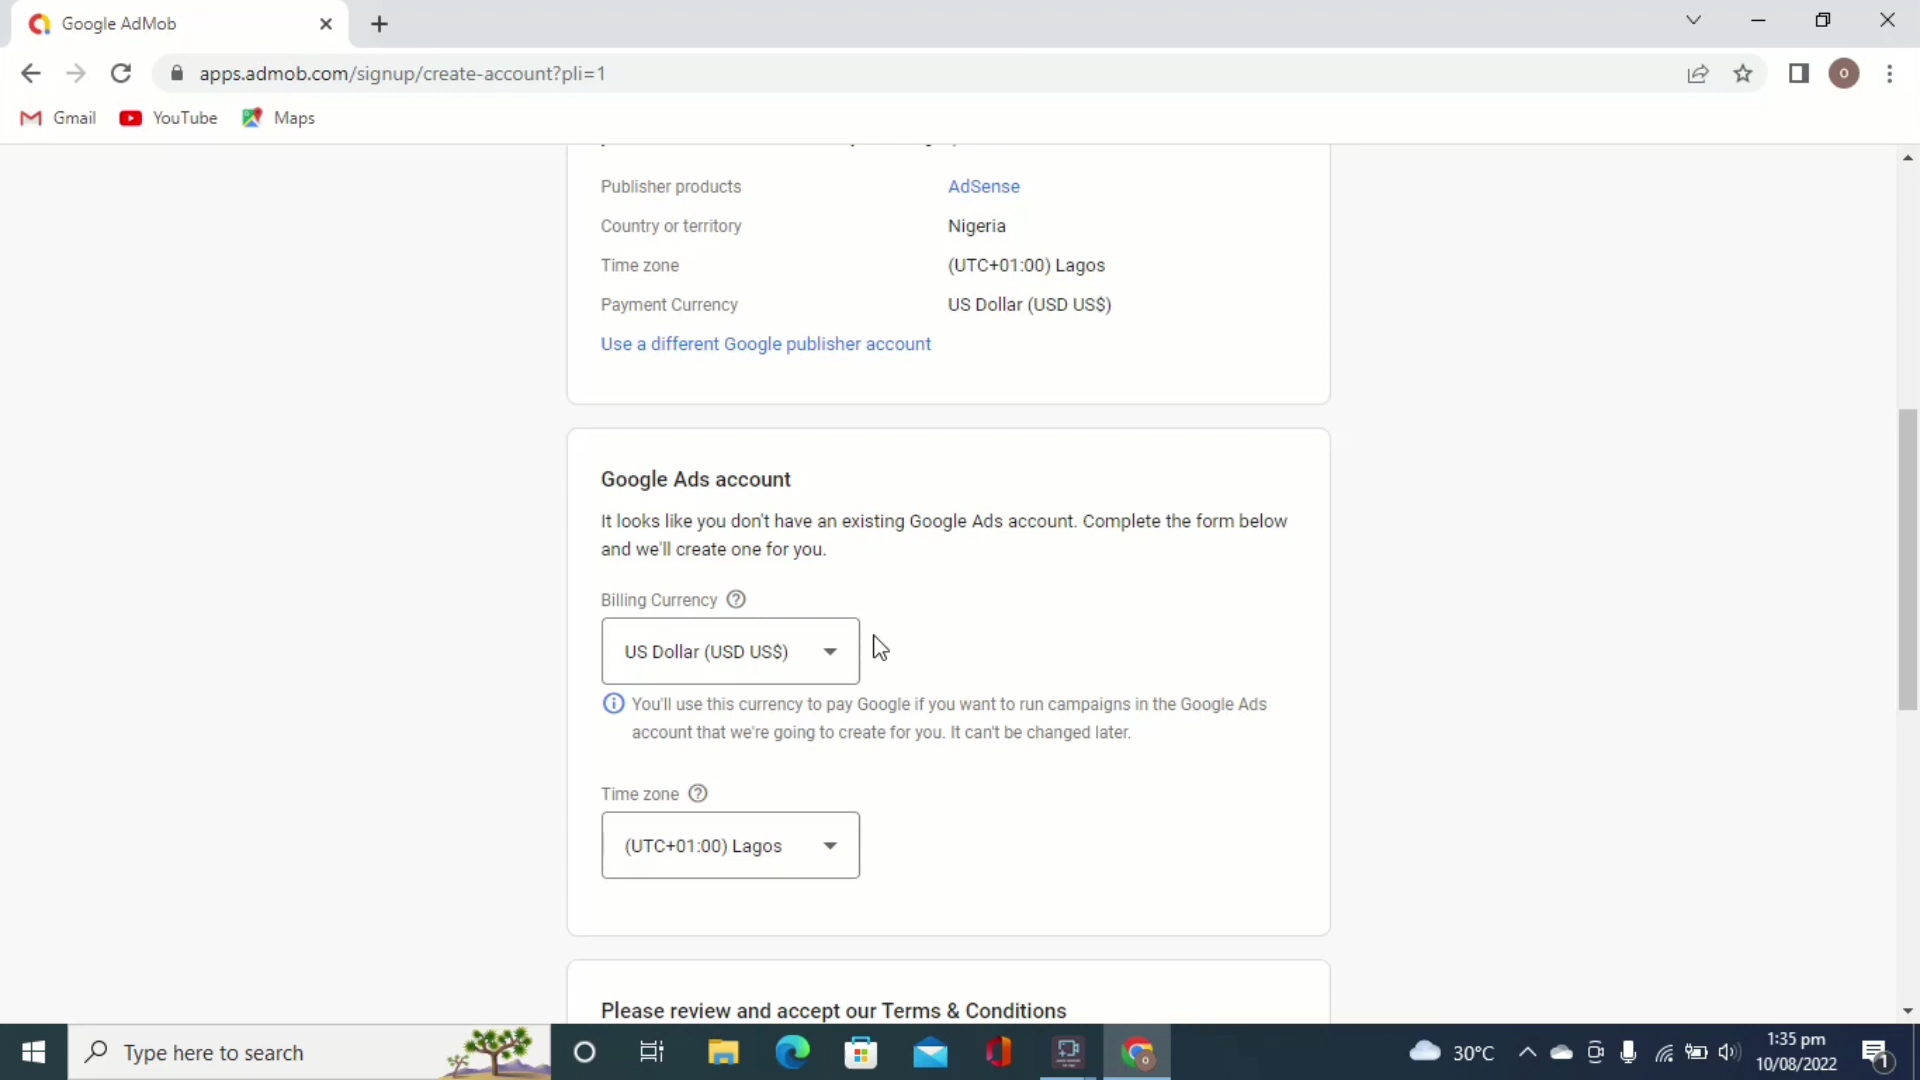 Google AdMob
apps.admob.com/signup/create-account?pli=1
O
Gmail
YouTube
Maps
Publisher products
AdSense
Country or territory
Nigeria
Time zone
(UTC+01:00) Lagos
Payment Currency
US Dollar (USD US$)
Use a different Google publisher account
Google Ads account
It looks like you don't have an existing Google Ads account. Complete the form below
and we'll create one for you.
Billing Currency
US Dollar (USD US$)
You'll use this currency to pay Google if you want to run campaigns in the Google Ads
account that we're going to create for you. It can't be changed later.
Time zone
(UTC+01:00) Lagos
Please review and accept our Terms & Conditions
Type here to search
30°C
1:35 pm
10/08/2022
1